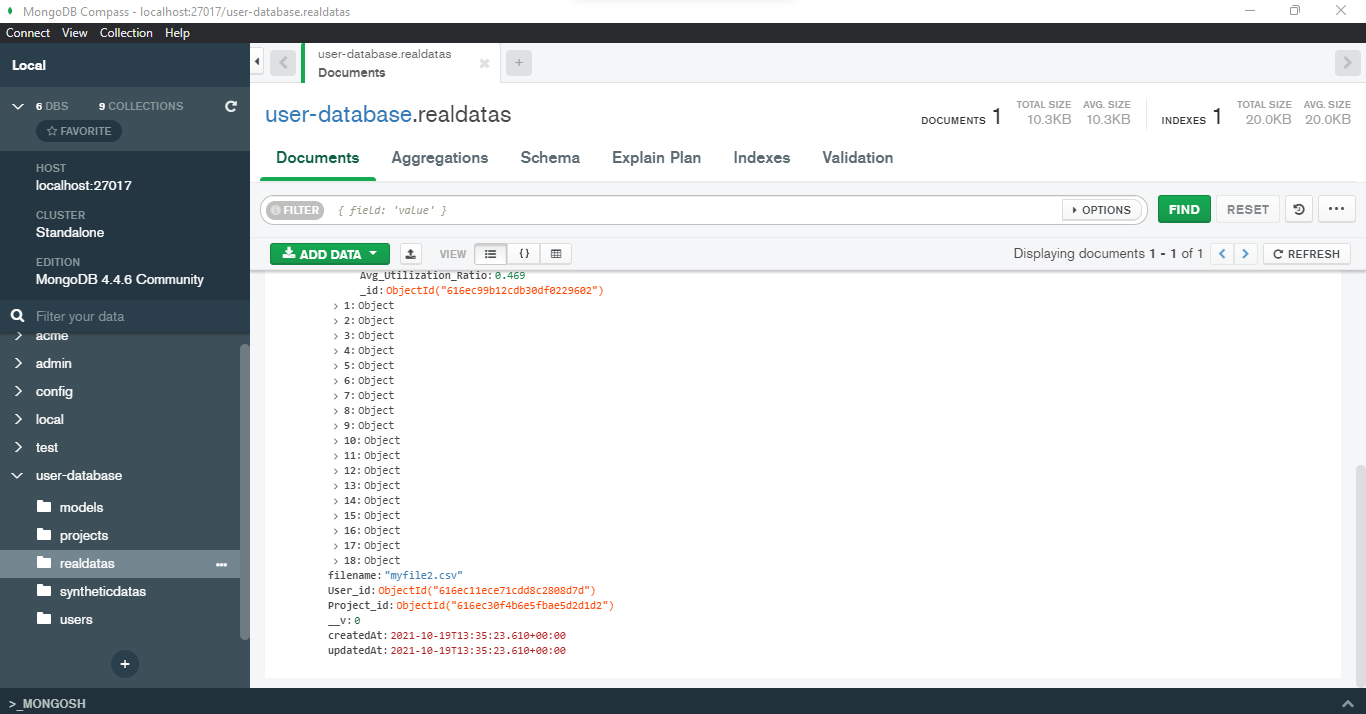 MongoDB Compass - localhost:27017/user-database.realdatas
Connect View Collection Help
Local
6 DBS 9 COLLECTIONS
FAVORITE
HOST
localhost:27017
CLUSTER
Standalone
EDITION
MongoDB 4.4.6 Community
Filter your data
acme
admin
config
local
test
user-database
models
projects
realdatas
syntheticdatas
users
+
>_MONGOSH
user-database.realdatas
Documents
+
user-database.realdatas
DOCUMENTS 1 TOTAL SIZE 10.3KB AVG. SIZE 10.3KB
INDEXES 1 TOTAL SIZE 20.0KB AVG. SIZE 20.0KB
Documents Aggregations Schema Explain Plan Indexes Validation
FILTER { field: 'value' } OPTIONS FIND RESET ...
ADD DATA VIEW {} Displaying documents 1 - 1 of 1 < > REFRESH
Avg_Utilization_Ratio: 0.469
_id: ObjectId("616ec99b12cdb30df0229602")
> 1: Object
> 2: Object
> 3: Object
> 4: Object
> 5: Object
> 6: Object
> 7: Object
> 8: Object
> 9: Object
> 10: Object
> 11: Object
> 12: Object
> 13: Object
> 14: Object
> 15: Object
> 16: Object
> 17: Object
> 18: Object
filename: "myfile2.csv"
User_id: ObjectId("616ec11ece71cdd8c2808d7d")
Project_id: ObjectId("616ec30f4b6e5fbae5d2d1d2")
__v: 0
createdAt: 2021-10-19T13:35:23.610+00:00
updatedAt: 2021-10-19T13:35:23.610+00:00